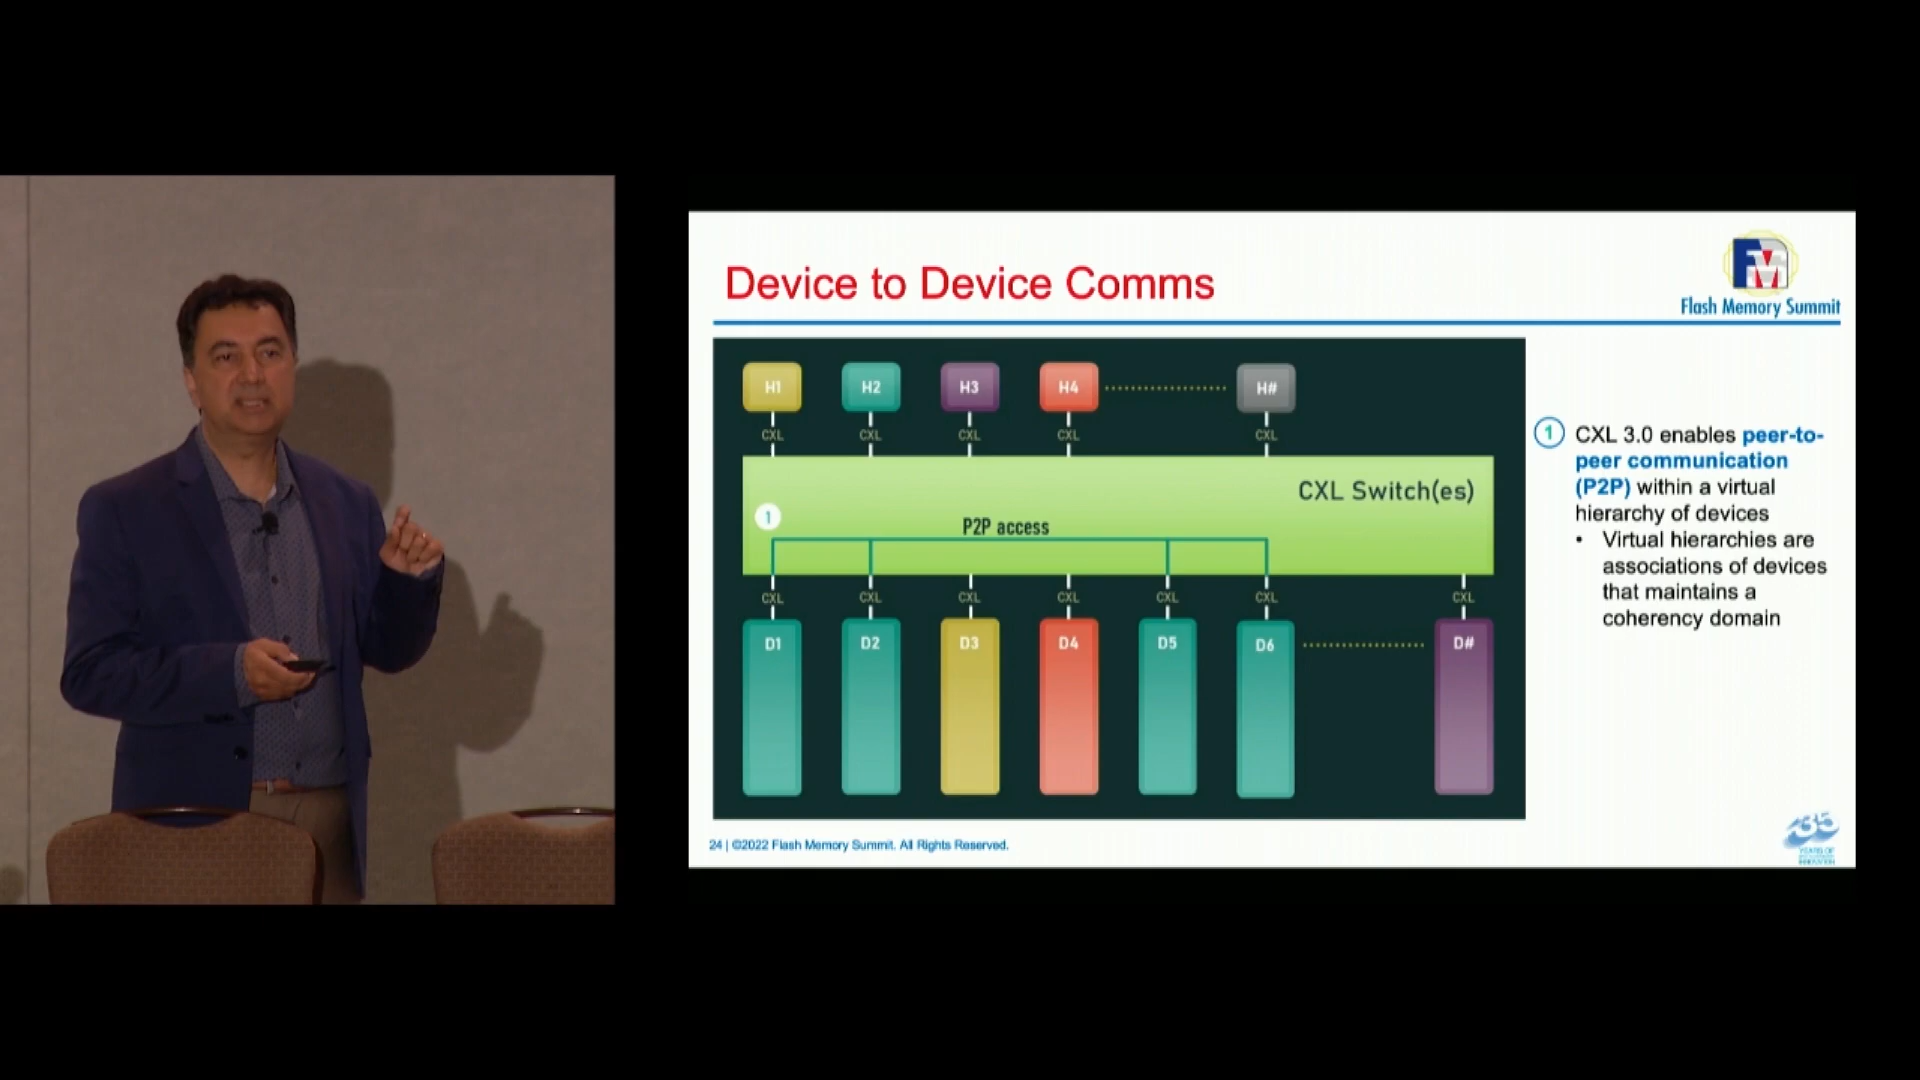 Device to Device Comms
Flash Memory Summit
H1 H2 H3 H4 H#
CXL CXL CXL CXL CXL
CXL Switch(es)
1
P2P access
CXL CXL CXL CXL CXL CXL CXL
D1 D2 D3 D4 D5 D6 D#
1 CXL 3.0 enables peer-to-
peer communication
(P2P) within a virtual
hierarchy of devices
• Virtual hierarchies are
associations of devices
that maintains a
coherency domain
24 | ©2022 Flash Memory Summit. All Rights Reserved.
35
YEARS OF